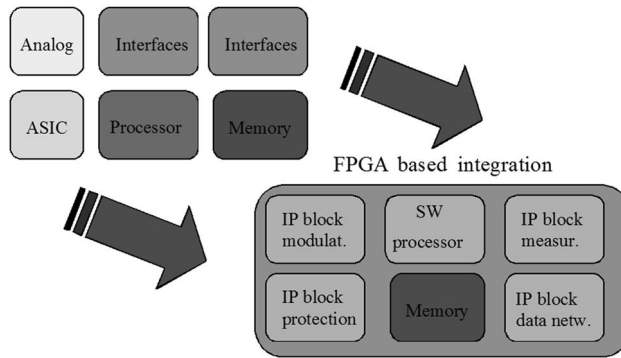 Analog
Interfaces
Interfaces
ASIC
Processor
Memory
FPGA based integration
IP block
modulat.
SW
processor
IP block
measur.
IP block
protection
Memory
IP block
data netw.